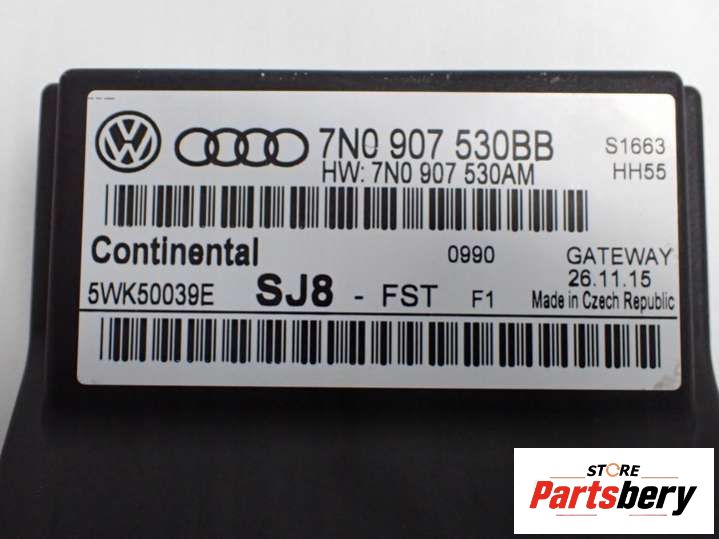 7N0 907 530BB S1663
HW: 7N0 907 530AM HH55
Continental 0990 GATEWAY
26.11.15
5WK50039E SJ8 - FST F1 Made in Czech Republic
STORE
Partsbery